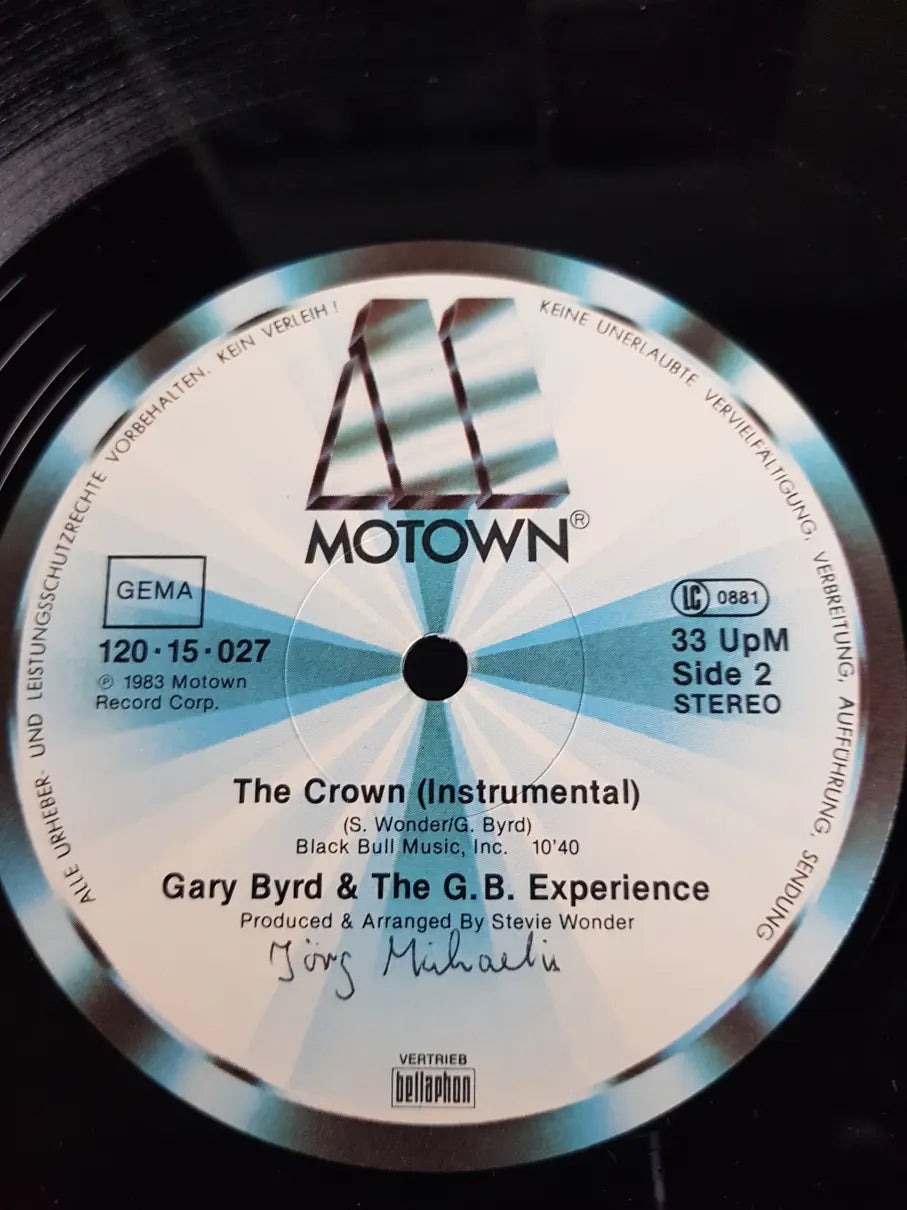 ALLE URHEBER- UND LEISTUNGSSCHUTZRECHTE VORBEHALTEN. KEIN VERLEIH!
KEINE UNERLAUBTE VERVIELFÄLTIGUNG, VERBREITUNG, AUFFÜHRUNG, SENDUNG
MOTOWN®
GEMA
120·15·027
℗ 1983 Motown
Record Corp.
LC 0881
33 UpM
Side 2
STEREO
The Crown (Instrumental)
(S. Wonder/G. Byrd)
Black Bull Music, Inc. 10'40
Gary Byrd & The G.B. Experience
Produced & Arranged By Stevie Wonder
Jörg Michaelis
VERTRIEB
bellaphon